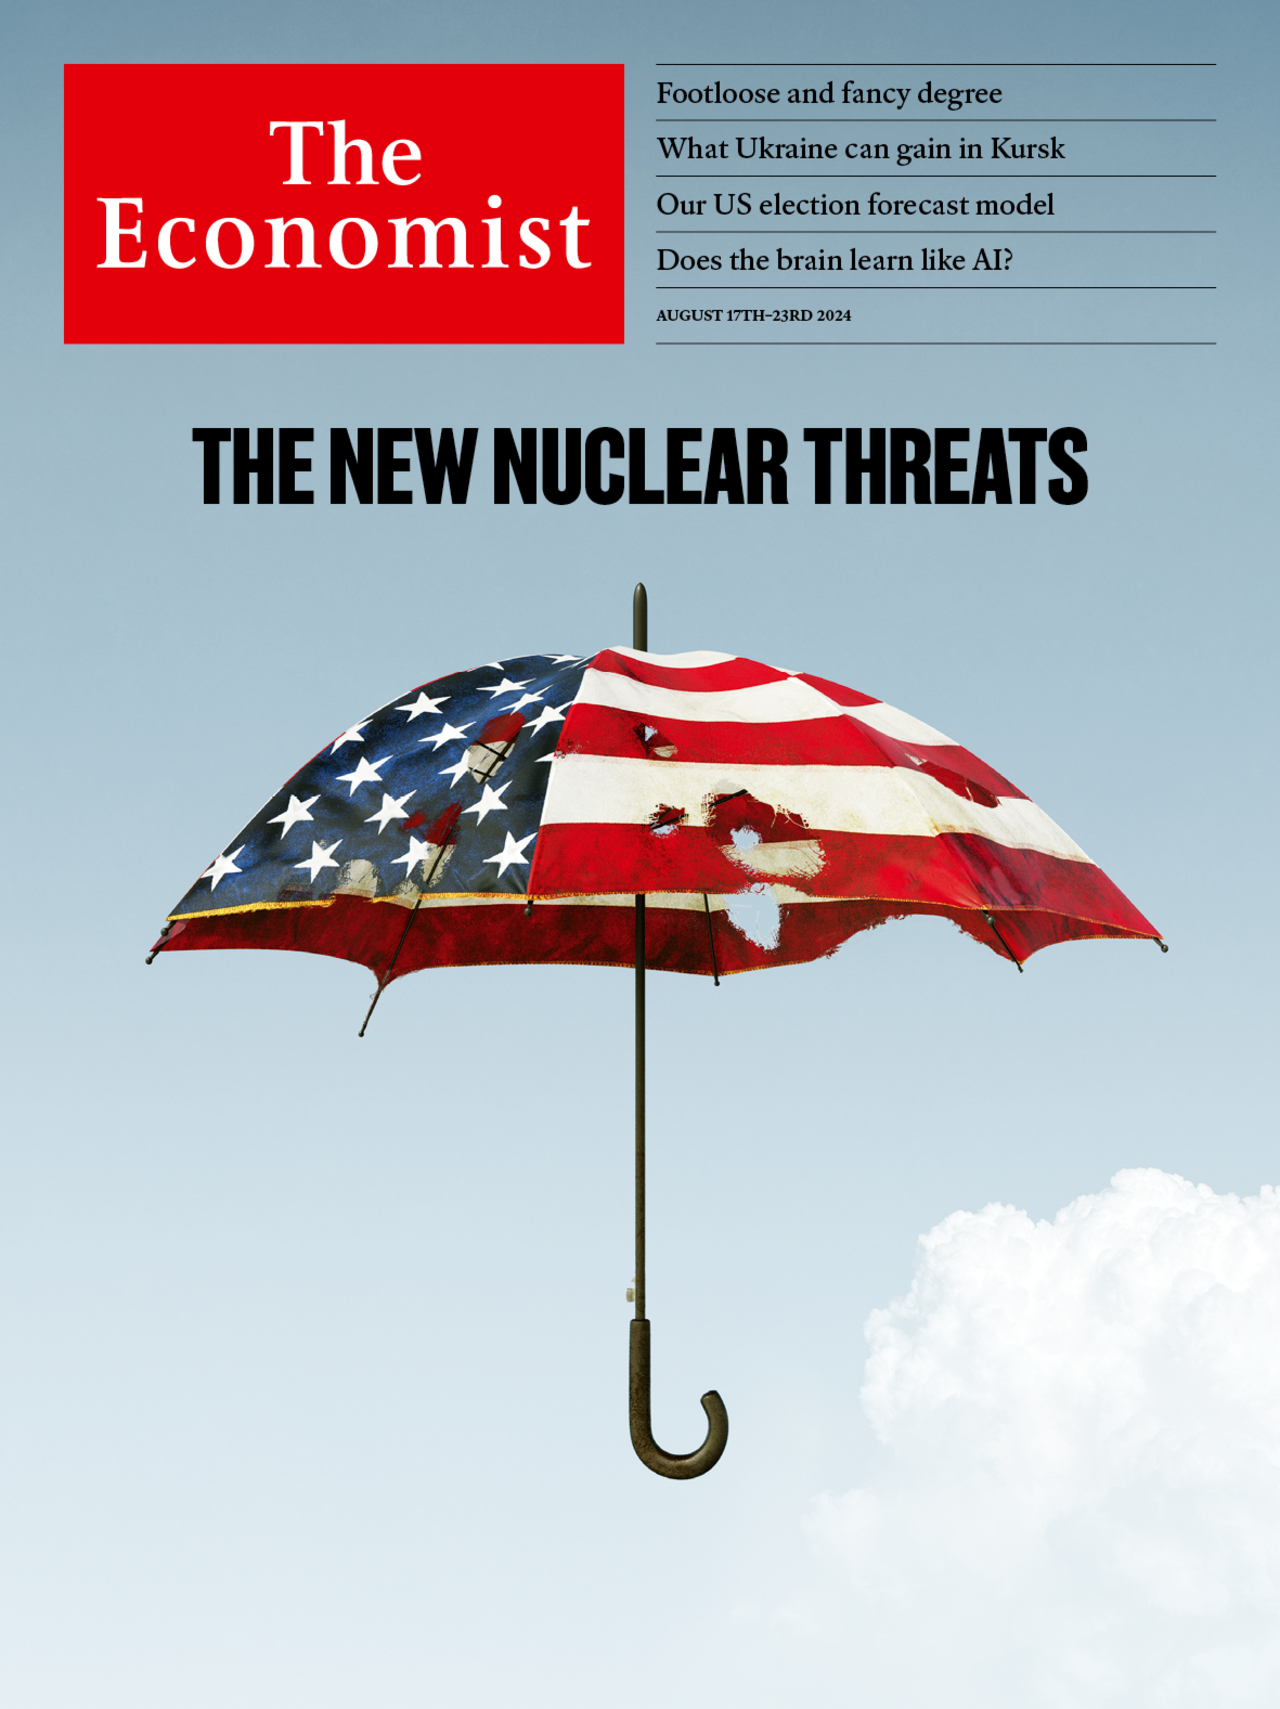 The
Economist
Footloose and fancy degree
What Ukraine can gain in Kursk
Our US election forecast model
Does the brain learn like AI?
AUGUST 17TH–23RD 2024
THE NEW NUCLEAR THREATS